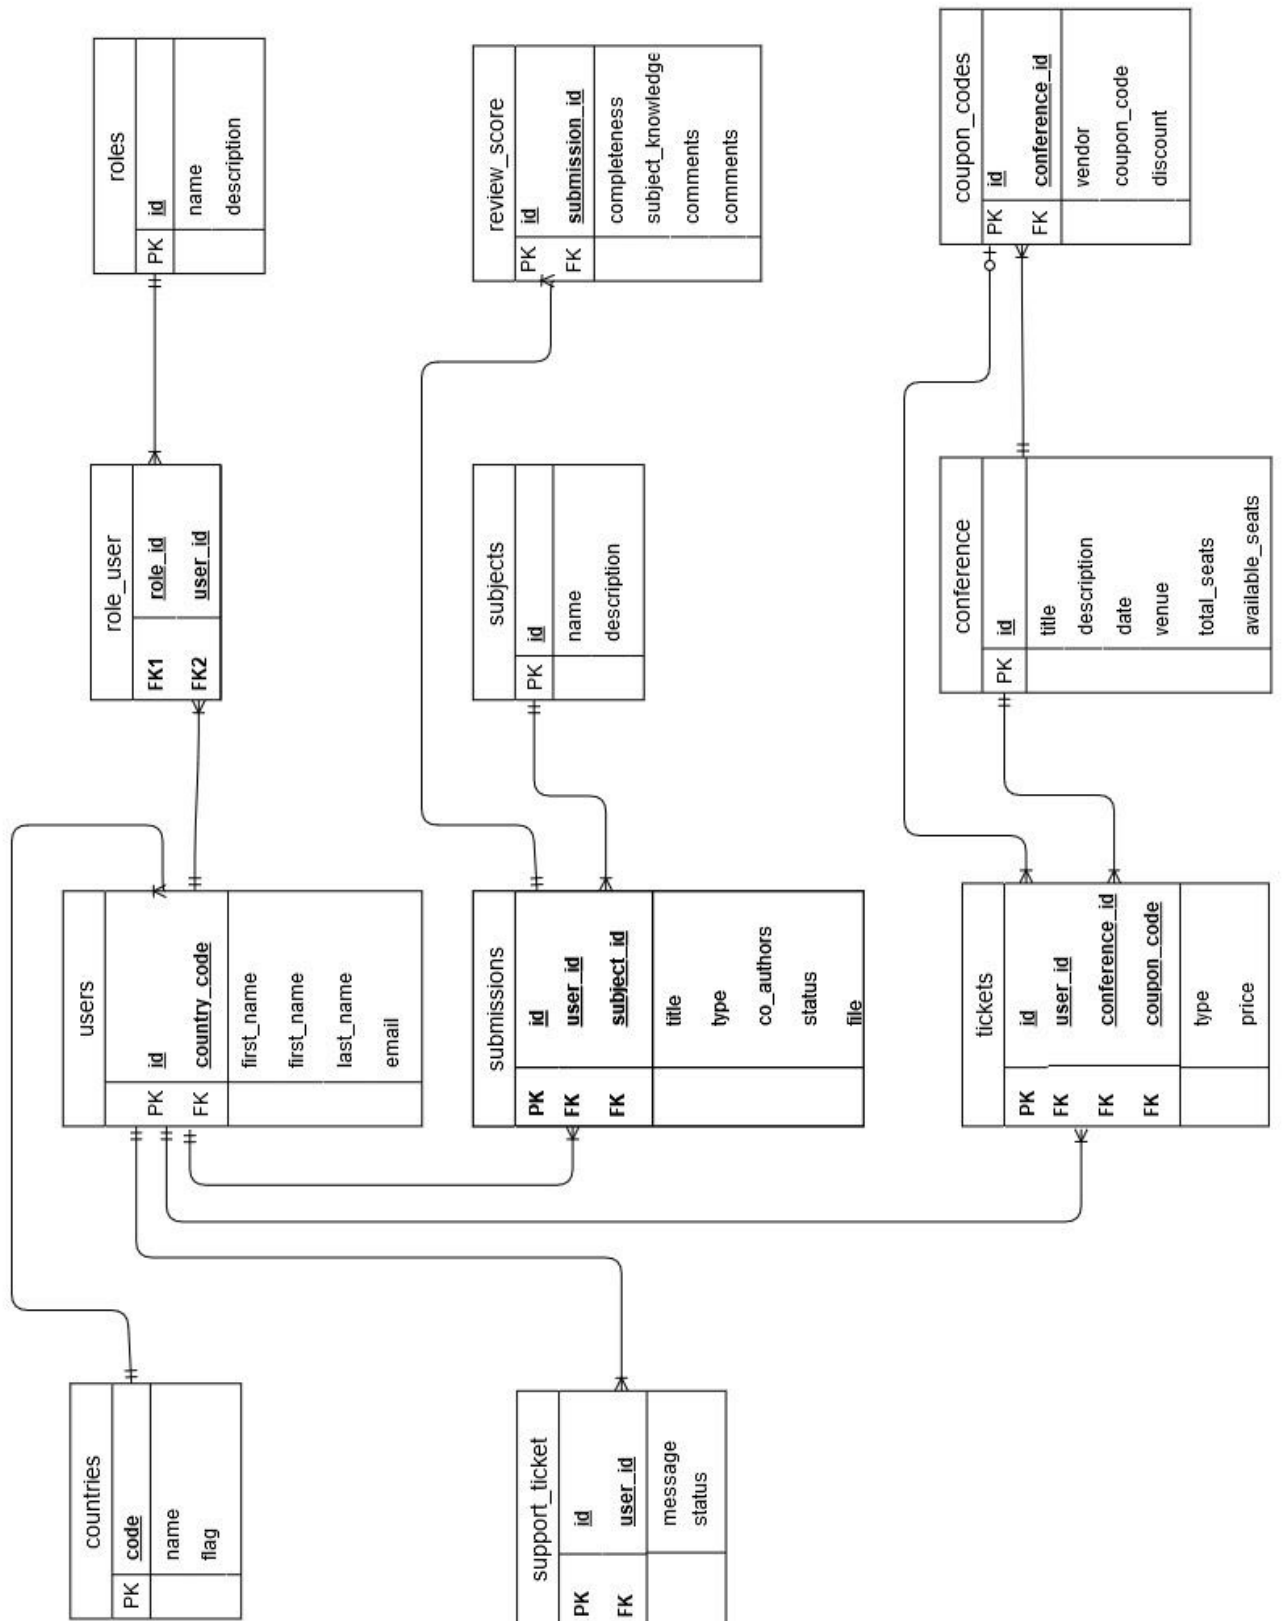 countries
PK code
name
flag
users
PK id
FK country_code
first_name
first_name
last_name
email
role_user
FK1 role_id
FK2 user_id
roles
PK id
name
description
support_ticket
PK id
FK user_id
message
status
submissions
PK id
FK user_id
FK subject_id
title
type
co_authors
status
file
subjects
PK id
name
description
review_score
PK id
FK submission_id
completeness
subject_knowledge
comments
comments
tickets
PK id
FK user_id
FK conference_id
FK coupon_code
type
price
conference
PK id
title
description
date
venue
total_seats
available_seats
coupon_codes
PK id
FK conference_id
vendor
coupon_code
discount